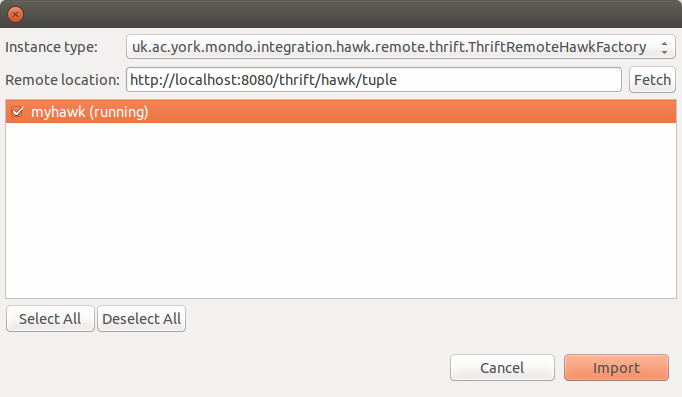 Instance type: uk.ac.york.mondo.integration.hawk.remote.thrift.ThriftRemoteHawkFactory
Remote location: http://localhost:8080/thrift/hawk/tuple Fetch
myhawk (running)
Select All Deselect All
Cancel Import